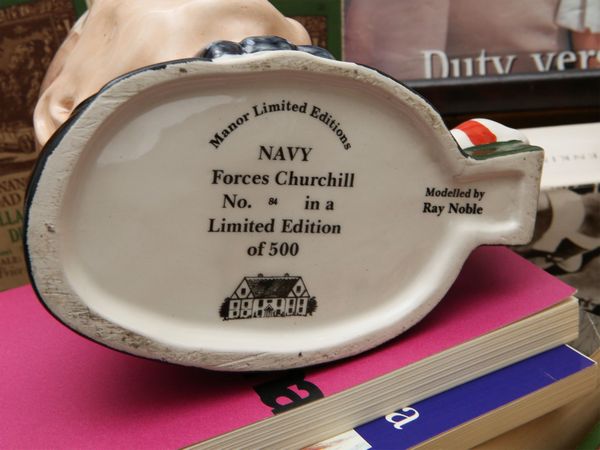 Duty vers
Manor Limited Editions
NAVY
Forces Churchill
No. 84 in a
Limited Edition
of 500
Modelled by
Ray Noble
a
a